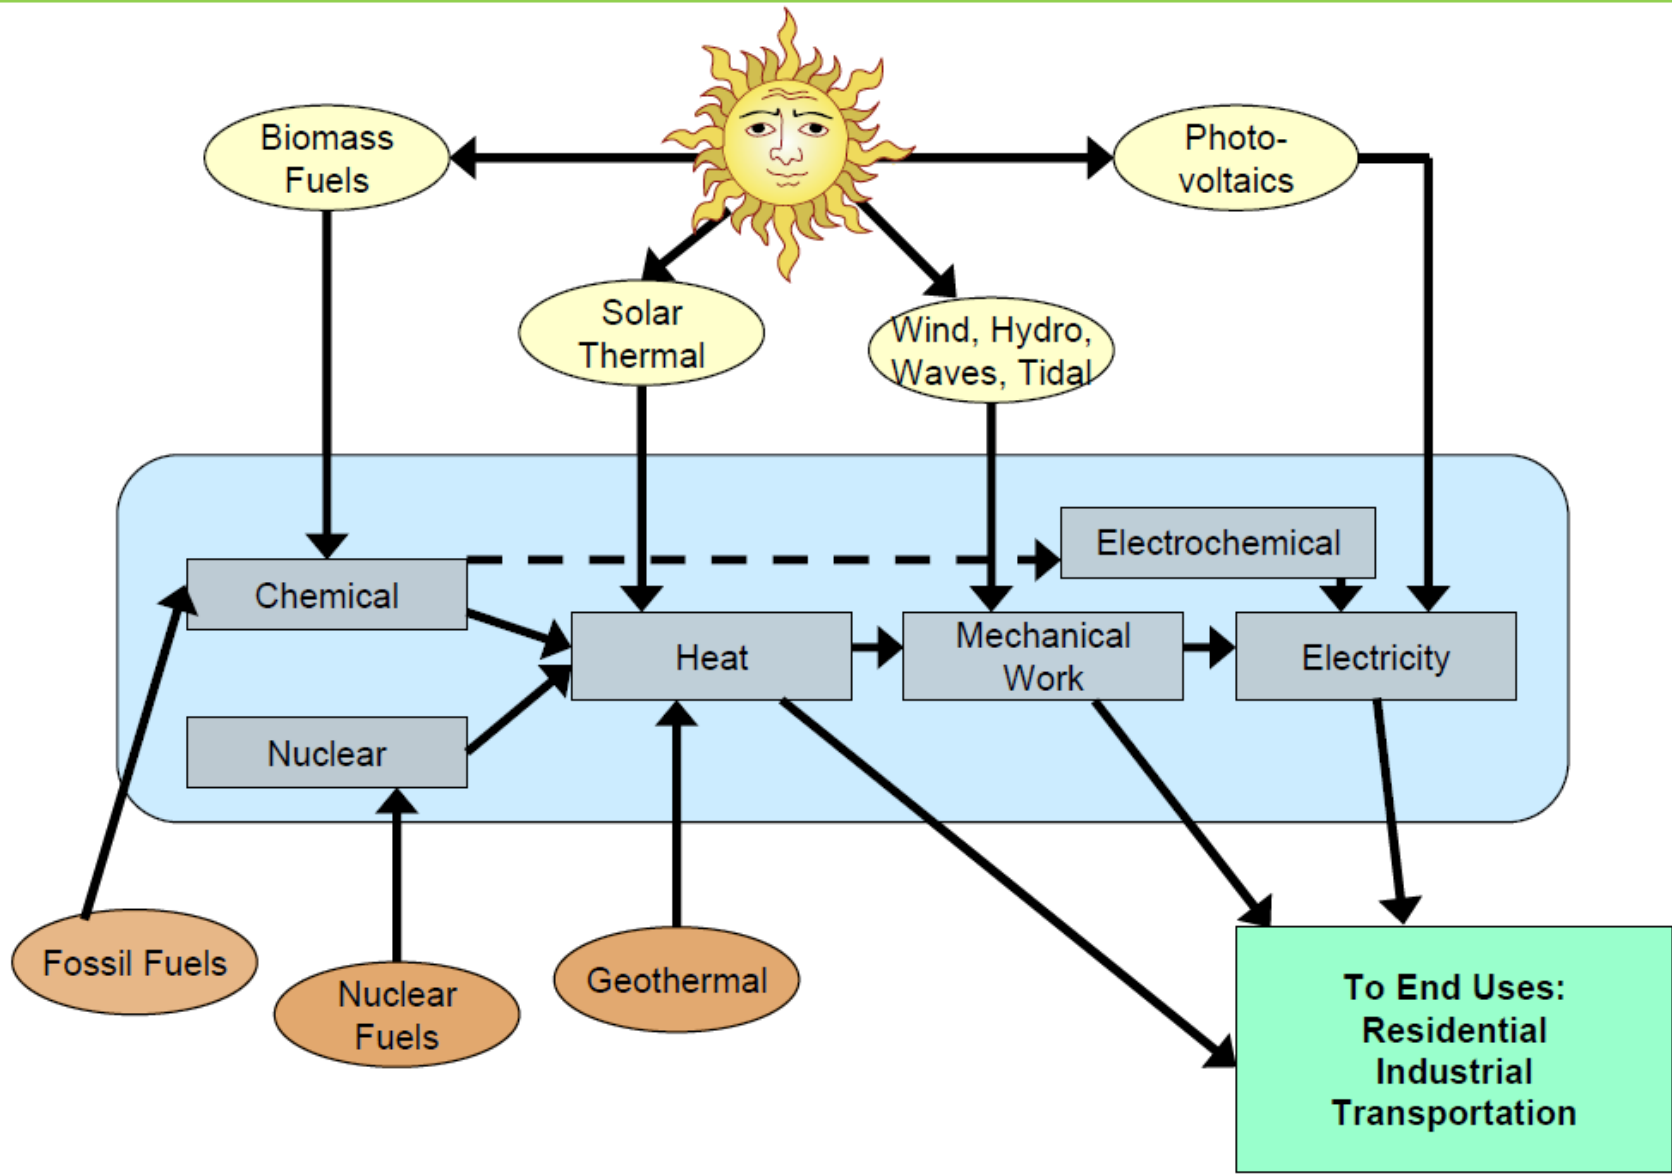 Biomass
Fuels
Photo-
voltaics
Solar
Thermal
Wind, Hydro,
Waves, Tidal
Electrochemical
Chemical
Heat
Mechanical
Work
Electricity
Nuclear
Fossil Fuels
Nuclear
Fuels
Geothermal
To End Uses:
Residential
Industrial
Transportation